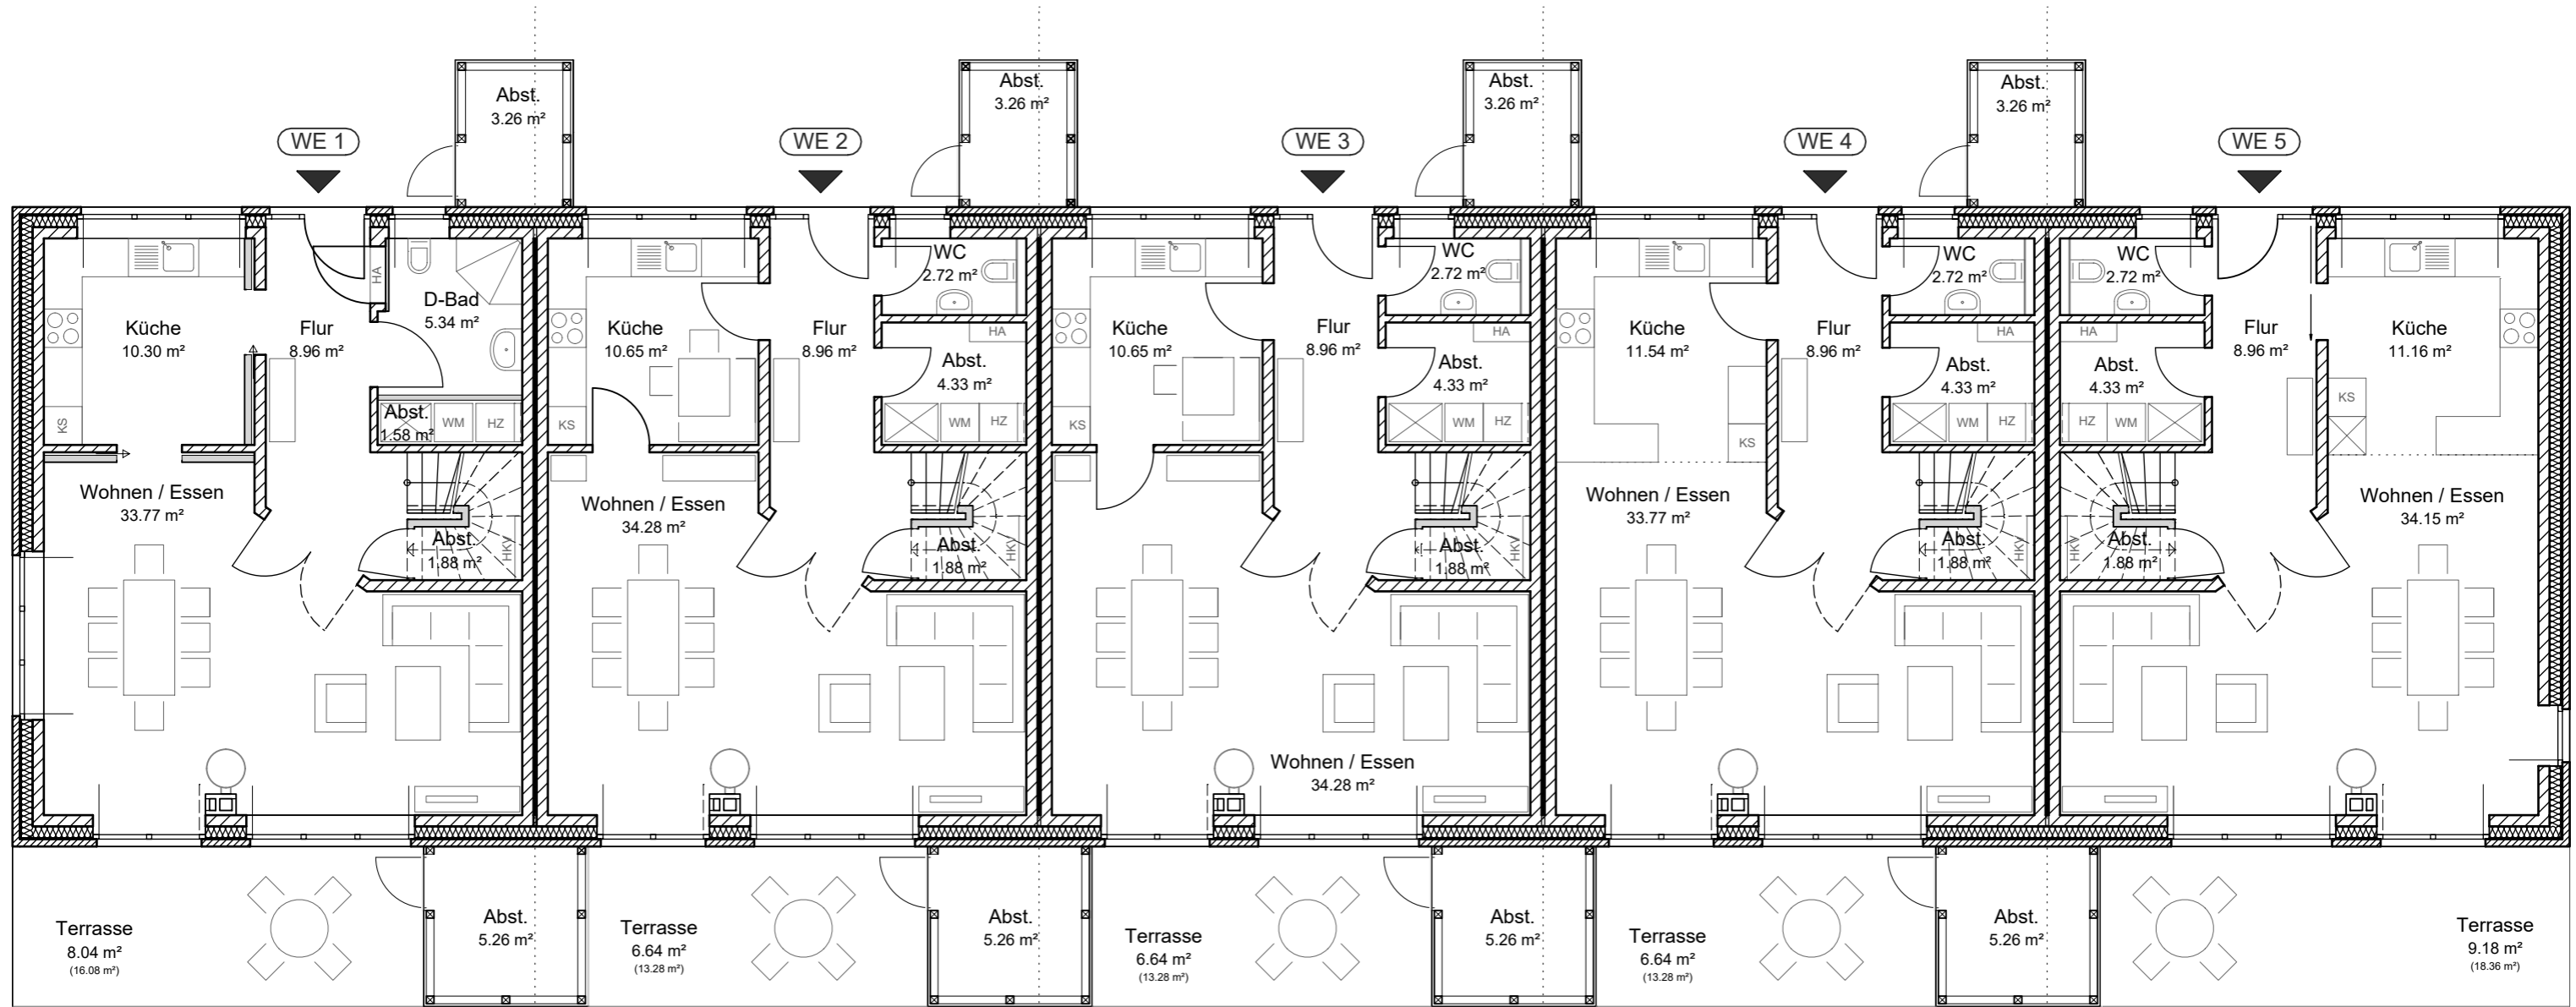 Abst.
3.26 m²
Abst.
3.26 m²
Abst.
3.26 m²
Abst.
3.26 m²
WE 1
WE 2
WE 3
WE 4
WE 5
Küche
10.30 m²
Flur
8.96 m²
HA
D-Bad
5.34 m²
KS
Abst.
1.58 m²
WM
HZ
Wohnen / Essen
33.77 m²
Abst.
1.88 m²
HKV
Küche
10.65 m²
Flur
8.96 m²
WC
2.72 m²
HA
Abst.
4.33 m²
KS
WM
HZ
Wohnen / Essen
34.28 m²
Abst.
1.88 m²
HKV
Küche
10.65 m²
Flur
8.96 m²
WC
2.72 m²
HA
Abst.
4.33 m²
KS
WM
HZ
Abst.
1.88 m²
HKV
Wohnen / Essen
34.28 m²
Küche
11.54 m²
Flur
8.96 m²
WC
2.72 m²
HA
Abst.
4.33 m²
KS
WM
HZ
Wohnen / Essen
33.77 m²
Abst.
1.88 m²
HKV
WC
2.72 m²
HA
Abst.
4.33 m²
HZ
WM
Flur
8.96 m²
Küche
11.16 m²
KS
HKV
Abst.
1.88 m²
Wohnen / Essen
34.15 m²
Terrasse
8.04 m²
(16.08 m²)
Abst.
5.26 m²
Terrasse
6.64 m²
(13.28 m²)
Abst.
5.26 m²
Terrasse
6.64 m²
(13.28 m²)
Abst.
5.26 m²
Terrasse
6.64 m²
(13.28 m²)
Abst.
5.26 m²
Terrasse
9.18 m²
(18.36 m²)